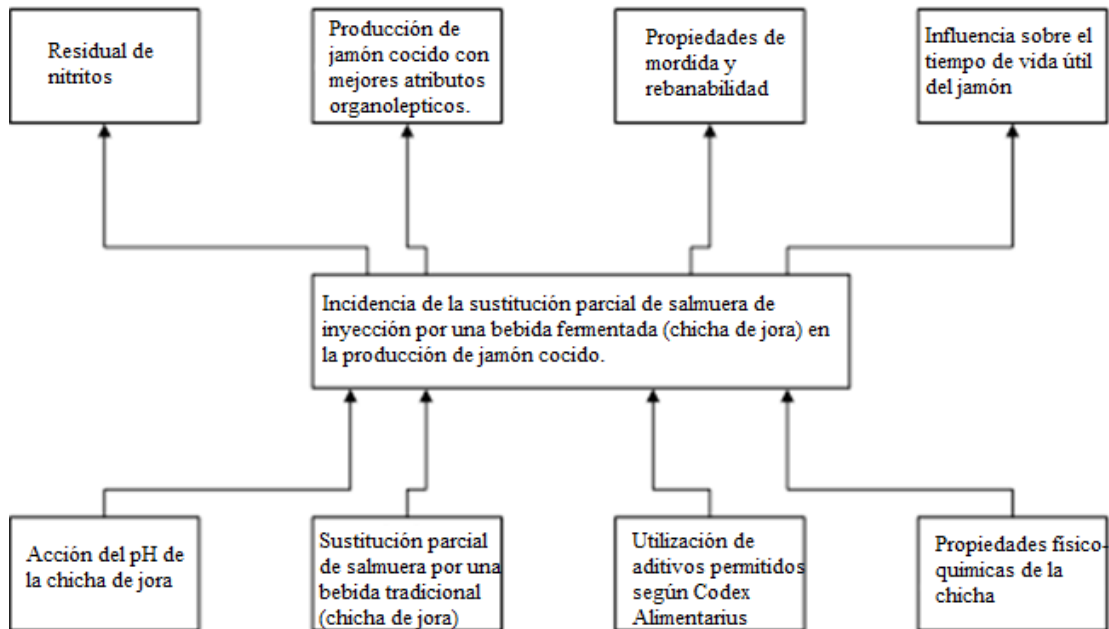 Residual de
nitritos
Producción de
jamón cocido con
mejores atributos
organolepticos.
Propiedades de
mordida y
rebanabilidad
Influencia sobre el
tiempo de vida útil
del jamón
Incidencia de la sustitución parcial de salmuera de
inyección por una bebida fermentada (chicha de jora) en
la producción de jamón cocido.
Acción del pH de
la chicha de jora
Sustitución parcial
de salmuera por una
bebida tradicional
(chicha de jora)
Utilización de
aditivos permitidos
según Codex
Alimentarius
Propiedades físico-
quimicas de la
chicha